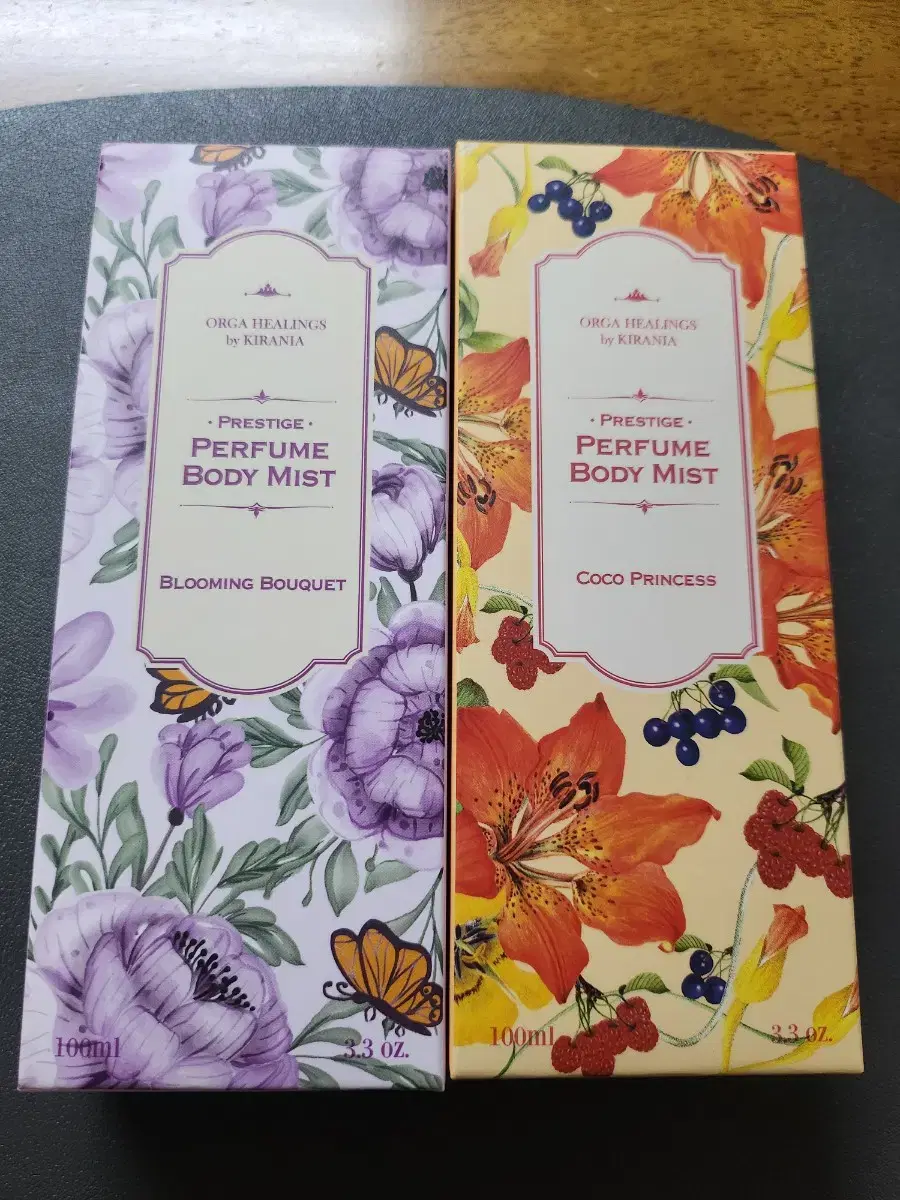 ORGA HEALINGS
by KIRANIA
· PRESTIGE ·
PERFUME
BODY MIST
BLOOMING BOUQUET
100ml
3.3 oz.
ORGA HEALINGS
by KIRANIA
· PRESTIGE ·
PERFUME
BODY MIST
COCO PRINCESS
100ml
3.3 oz.